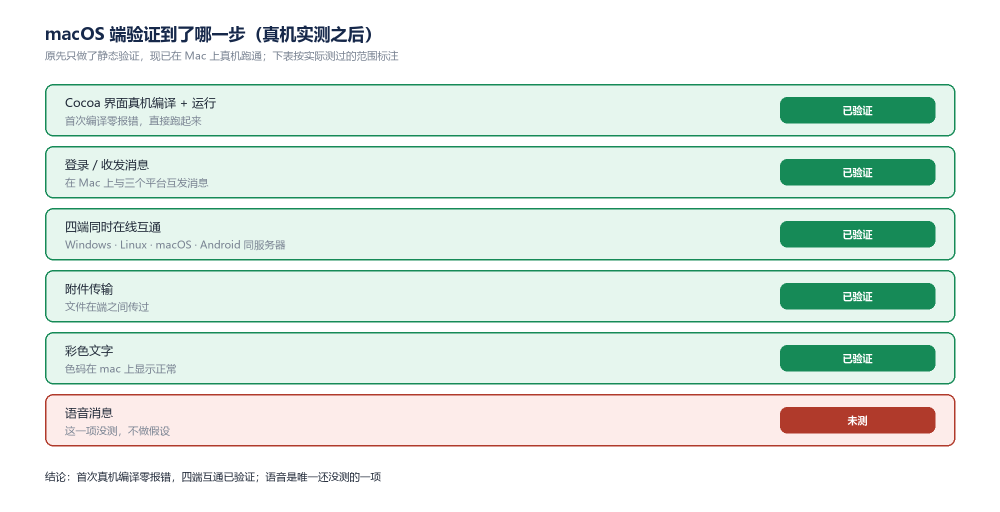 macOS 端验证到了哪一步（真机实测之后）
原先只做了静态验证，现已在 Mac 上真机跑通；下表按实际测过的范围标注
Cocoa 界面真机编译 + 运行
首次编译零报错，直接跑起来
已验证
登录 / 收发消息
在 Mac 上与三个平台互发消息
已验证
四端同时在线互通
Windows · Linux · macOS · Android 同服务器
已验证
附件传输
文件在端之间传过
已验证
彩色文字
色码在 mac 上显示正常
已验证
语音消息
这一项没测，不做假设
未测
结论：首次真机编译零报错，四端互通已验证；语音是唯一还没测的一项